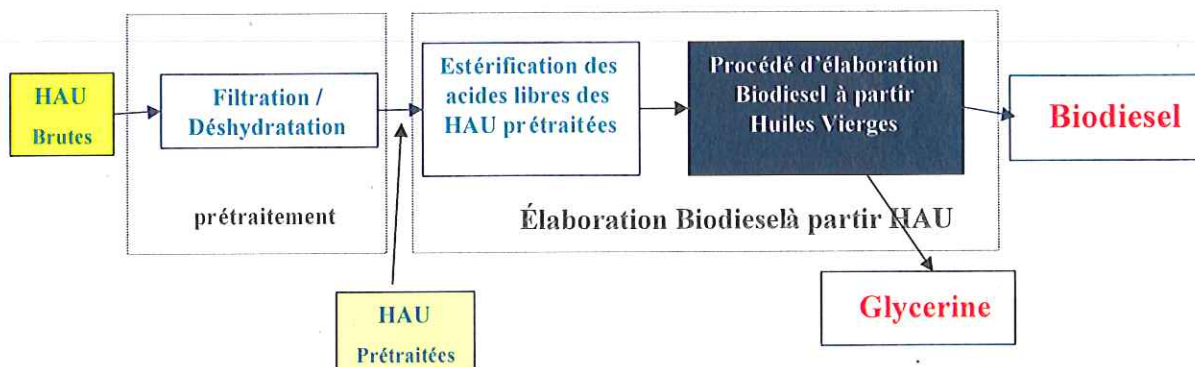 HAU
Brutes
Filtration /
Déshydratation
prétraitement
Estérification des
acides libres des
HAU prétraitées
Procédé d'élaboration
Biodiesel à partir
Huiles Vierges
Élaboration Biodieselà partir HAU
Biodiesel
HAU
Prétraitées
Glycerine